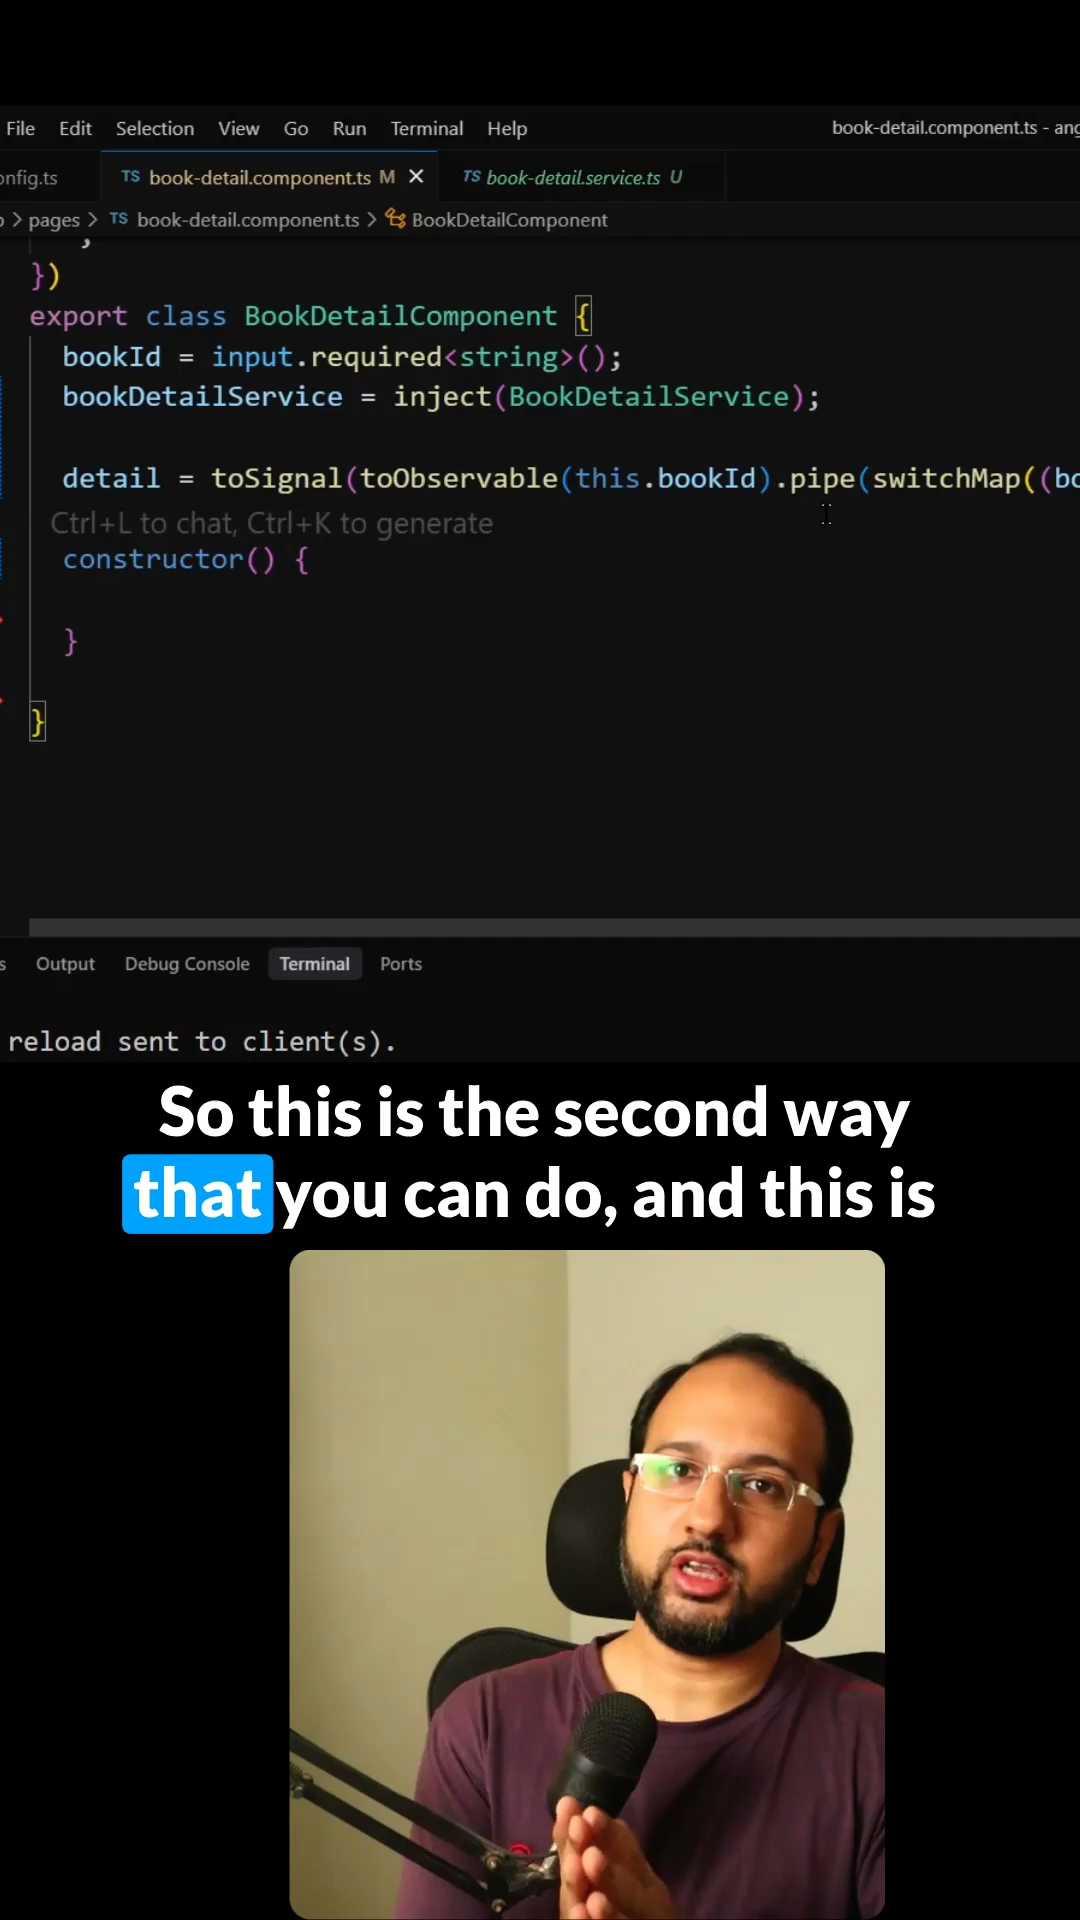 File Edit Selection View Go Run Terminal Help book-detail.component.ts - ang
onfig.ts TS book-detail.component.ts M × TS book-detail.service.ts U
> pages > TS book-detail.component.ts > BookDetailComponent
;
})
export class BookDetailComponent {
bookId = input.required<string>();
bookDetailService = inject(BookDetailService);
detail = toSignal(toObservable(this.bookId).pipe(switchMap((bo
Ctrl+L to chat, Ctrl+K to generate
constructor() {
}
}
s Output Debug Console Terminal Ports
reload sent to client(s).
So this is the second way
that you can do, and this is